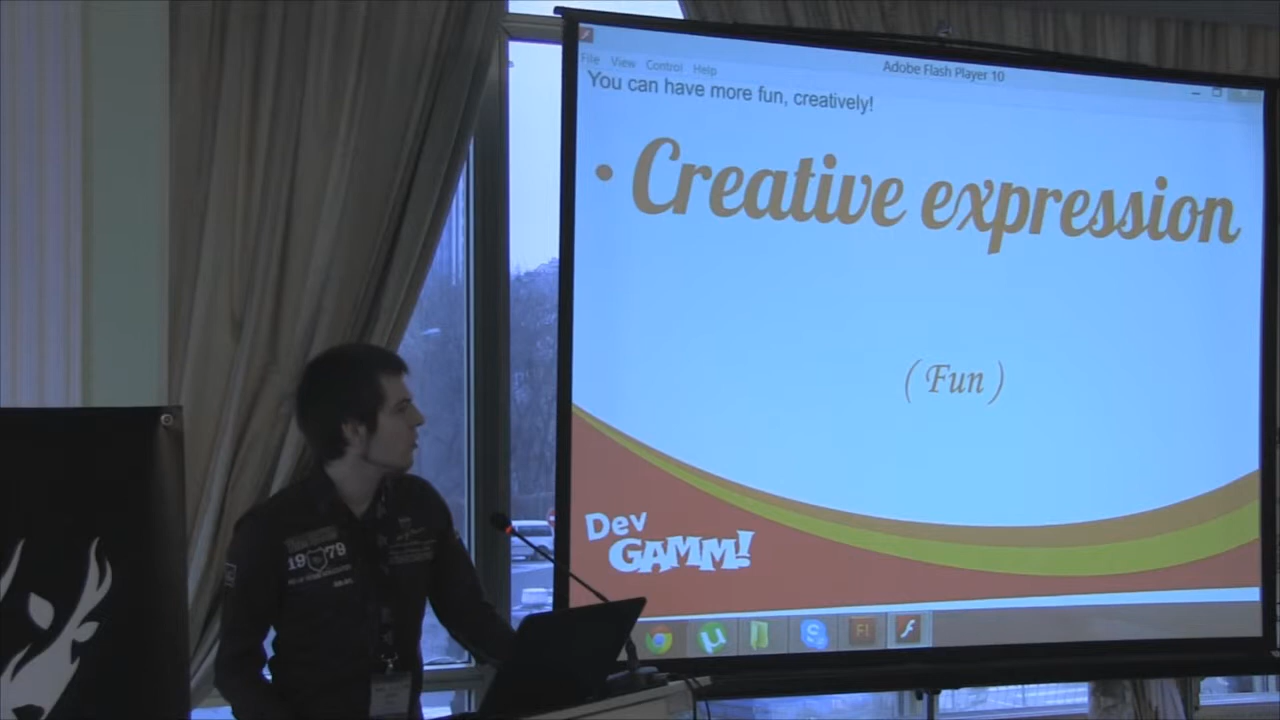 Adobe Flash Player 10
File View Control Help
You can have more fun, creatively!
• Creative expression
( Fun )
Dev
GAMM!
1979
Fl